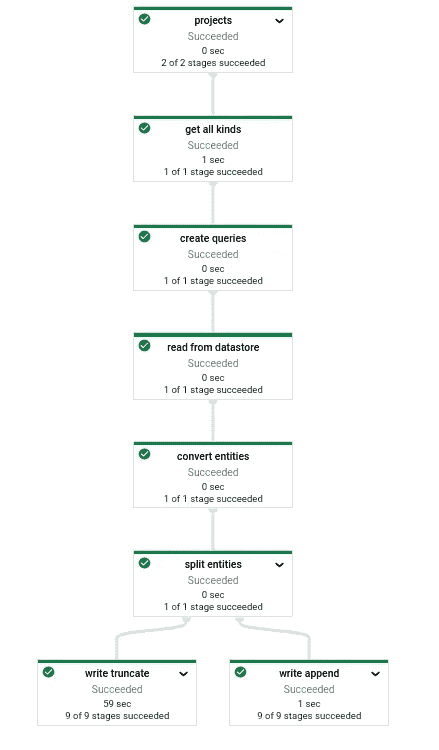 projects
Succeeded
0 sec
2 of 2 stages succeeded
get all kinds
Succeeded
1 sec
1 of 1 stage succeeded
create queries
Succeeded
0 sec
1 of 1 stage succeeded
read from datastore
Succeeded
0 sec
1 of 1 stage succeeded
convert entities
Succeeded
0 sec
1 of 1 stage succeeded
split entities
Succeeded
0 sec
1 of 1 stage succeeded
write truncate
Succeeded
59 sec
9 of 9 stages succeeded
write append
Succeeded
1 sec
9 of 9 stages succeeded